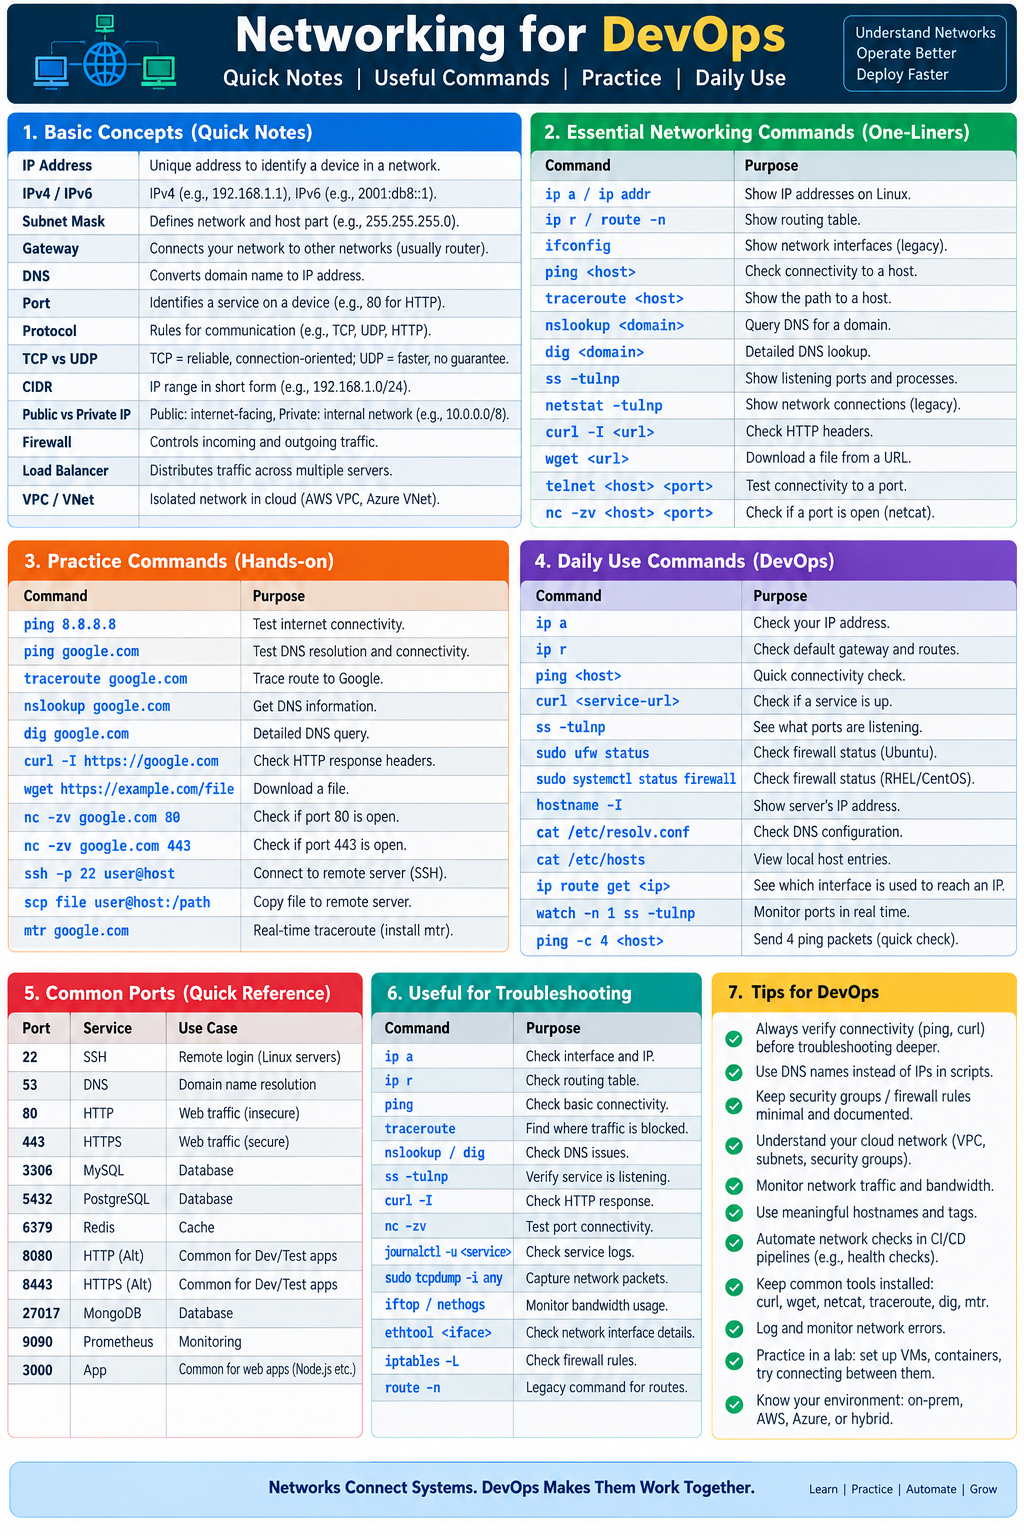 Networking for DevOps
Quick Notes | Useful Commands | Practice | Daily Use
Understand Networks
Operate Better
Deploy Faster
1. Basic Concepts (Quick Notes)
IP Address Unique address to identify a device in a network.
IPv4 / IPv6 IPv4 (e.g., 192.168.1.1), IPv6 (e.g., 2001:db8::1).
Subnet Mask Defines network and host part (e.g., 255.255.255.0).
Gateway Connects your network to other networks (usually router).
DNS Converts domain name to IP address.
Port Identifies a service on a device (e.g., 80 for HTTP).
Protocol Rules for communication (e.g., TCP, UDP, HTTP).
TCP vs UDP TCP = reliable, connection-oriented; UDP = faster, no guarantee.
CIDR IP range in short form (e.g., 192.168.1.0/24).
Public vs Private IP Public: internet-facing, Private: internal network (e.g., 10.0.0.0/8).
Firewall Controls incoming and outgoing traffic.
Load Balancer Distributes traffic across multiple servers.
VPC / VNet Isolated network in cloud (AWS VPC, Azure VNet).
2. Essential Networking Commands (One-Liners)
Command Purpose
ip a / ip addr Show IP addresses on Linux.
ip r / route -n Show routing table.
ifconfig Show network interfaces (legacy).
ping <host> Check connectivity to a host.
traceroute <host> Show the path to a host.
nslookup <domain> Query DNS for a domain.
dig <domain> Detailed DNS lookup.
ss -tulnp Show listening ports and processes.
netstat -tulnp Show network connections (legacy).
curl -I <url> Check HTTP headers.
wget <url> Download a file from a URL.
telnet <host> <port> Test connectivity to a port.
nc -zv <host> <port> Check if a port is open (netcat).
3. Practice Commands (Hands-on)
Command Purpose
ping 8.8.8.8 Test internet connectivity.
ping google.com Test DNS resolution and connectivity.
traceroute google.com Trace route to Google.
nslookup google.com Get DNS information.
dig google.com Detailed DNS query.
curl -I https://google.com Check HTTP response headers.
wget https://example.com/file Download a file.
nc -zv google.com 80 Check if port 80 is open.
nc -zv google.com 443 Check if port 443 is open.
ssh -p 22 user@host Connect to remote server (SSH).
scp file user@host:/path Copy file to remote server.
mtr google.com Real-time traceroute (install mtr).
4. Daily Use Commands (DevOps)
Command Purpose
ip a Check your IP address.
ip r Check default gateway and routes.
ping <host> Quick connectivity check.
curl <service-url> Check if a service is up.
ss -tulnp See what ports are listening.
sudo ufw status Check firewall status (Ubuntu).
sudo systemctl status firewall Check firewall status (RHEL/CentOS).
hostname -I Show server's IP address.
cat /etc/resolv.conf Check DNS configuration.
cat /etc/hosts View local host entries.
ip route get <ip> See which interface is used to reach an IP.
watch -n 1 ss -tulnp Monitor ports in real time.
ping -c 4 <host> Send 4 ping packets (quick check).
5. Common Ports (Quick Reference)
Port Service Use Case
22 SSH Remote login (Linux servers)
53 DNS Domain name resolution
80 HTTP Web traffic (insecure)
443 HTTPS Web traffic (secure)
3306 MySQL Database
5432 PostgreSQL Database
6379 Redis Cache
8080 HTTP (Alt) Common for Dev/Test apps
8443 HTTPS (Alt) Common for Dev/Test apps
27017 MongoDB Database
9090 Prometheus Monitoring
3000 App Common for web apps (Node.js etc.)
6. Useful for Troubleshooting
Command Purpose
ip a Check interface and IP.
ip r Check routing table.
ping Check basic connectivity.
traceroute Find where traffic is blocked.
nslookup / dig Check DNS issues.
ss -tulnp Verify service is listening.
curl -I Check HTTP response.
nc -zv Test port connectivity.
journalctl -u <service> Check service logs.
sudo tcpdump -i any Capture network packets.
iftop / nethogs Monitor bandwidth usage.
ethtool <iface> Check network interface details.
iptables -L Check firewall rules.
route -n Legacy command for routes.
7. Tips for DevOps
Always verify connectivity (ping, curl)
before troubleshooting deeper.
Use DNS names instead of IPs in scripts.
Keep security groups / firewall rules
minimal and documented.
Understand your cloud network (VPC,
subnets, security groups).
Monitor network traffic and bandwidth.
Use meaningful hostnames and tags.
Automate network checks in CI/CD
pipelines (e.g., health checks).
Keep common tools installed:
curl, wget, netcat, traceroute, dig, mtr.
Log and monitor network errors.
Practice in a lab: set up VMs, containers,
try connecting between them.
Know your environment: on-prem,
AWS, Azure, or hybrid.
Networks Connect Systems. DevOps Makes Them Work Together.
Learn | Practice | Automate | Grow